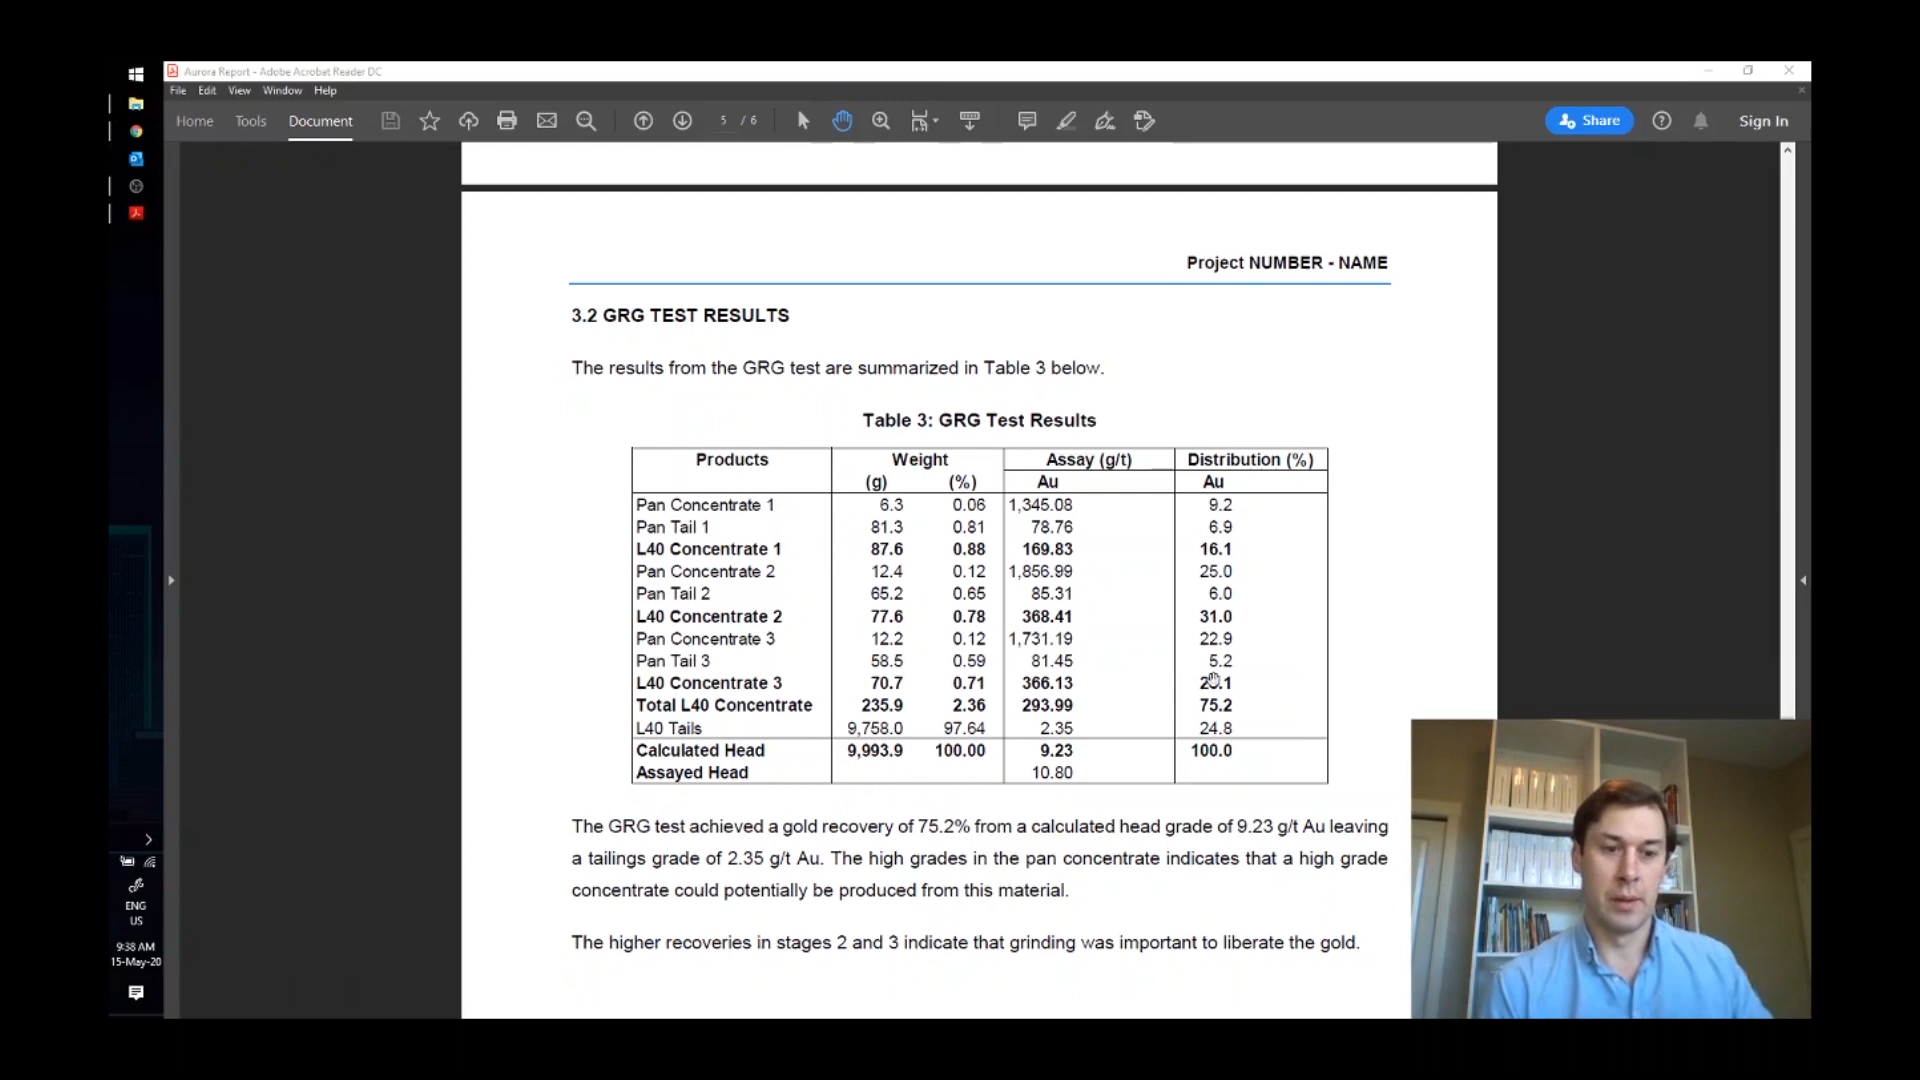 Aurora Report - Adobe Acrobat Reader DC
File Edit View Window Help
Home Tools Document 5 / 6 Share Sign In
Project NUMBER - NAME
3.2 GRG TEST RESULTS
The results from the GRG test are summarized in Table 3 below.
Table 3: GRG Test Results
Products Weight Assay (g/t) Distribution (%)
(g) (%) Au Au
Pan Concentrate 1 6.3 0.06 1,345.08 9.2
Pan Tail 1 81.3 0.81 78.76 6.9
L40 Concentrate 1 87.6 0.88 169.83 16.1
Pan Concentrate 2 12.4 0.12 1,856.99 25.0
Pan Tail 2 65.2 0.65 85.31 6.0
L40 Concentrate 2 77.6 0.78 368.41 31.0
Pan Concentrate 3 12.2 0.12 1,731.19 22.9
Pan Tail 3 58.5 0.59 81.45 5.2
L40 Concentrate 3 70.7 0.71 366.13
Total L40 Concentrate 235.9 2.36 293.99 75.2
L40 Tails 9,758.0 97.64 2.35 24.8
Calculated Head 9,993.9 100.00 9.23 100.0
Assayed Head 10.80
The GRG test achieved a gold recovery of 75.2% from a calculated head grade of 9.23 g/t Au leaving
a tailings grade of 2.35 g/t Au. The high grades in the pan concentrate indicates that a high grade
concentrate could potentially be produced from this material.
The higher recoveries in stages 2 and 3 indicate that grinding was important to liberate the gold.
ENG
US
9:38 AM
15-May-20